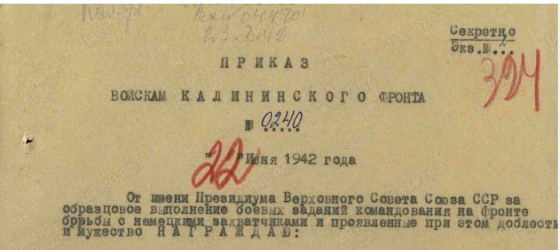 Секретно
Экз.№...
324
ПРИКАЗ
ВОЙСКАМ КАЛИНИНСКОГО ФРОНТА
№ 0240
"22" Июня 1942 года
От имени Президиума Верховного Совета Союза ССР за
образцовое выполнение боевых заданий командования на фронте
борьбы с немецкими захватчиками и проявленные при этом доблесть
и мужество НАГРАЖДАЮ: